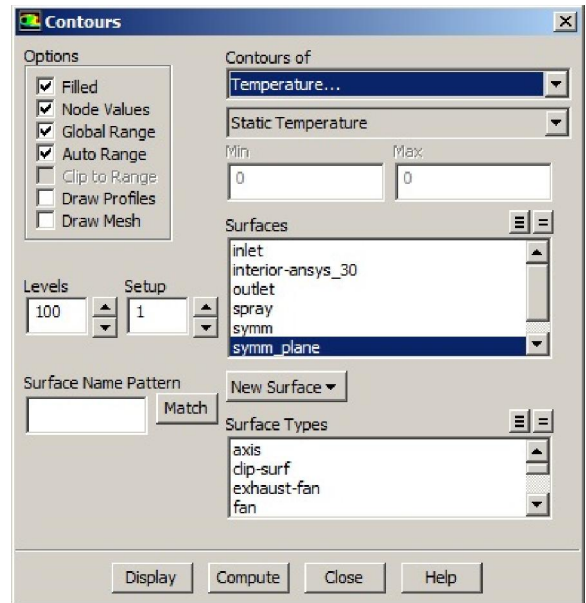 Contours
Options
Filled
Node Values
Global Range
Auto Range
Clip to Range
Draw Profiles
Draw Mesh
Levels
Setup
100
1
Surface Name Pattern
Match
Contours of
Temperature...
Static Temperature
Min
Max
0
0
Surfaces
inlet
interior-ansys_30
outlet
spray
symm
symm_plane
New Surface
Surface Types
axis
clip-surf
exhaust-fan
fan
Display
Compute
Close
Help